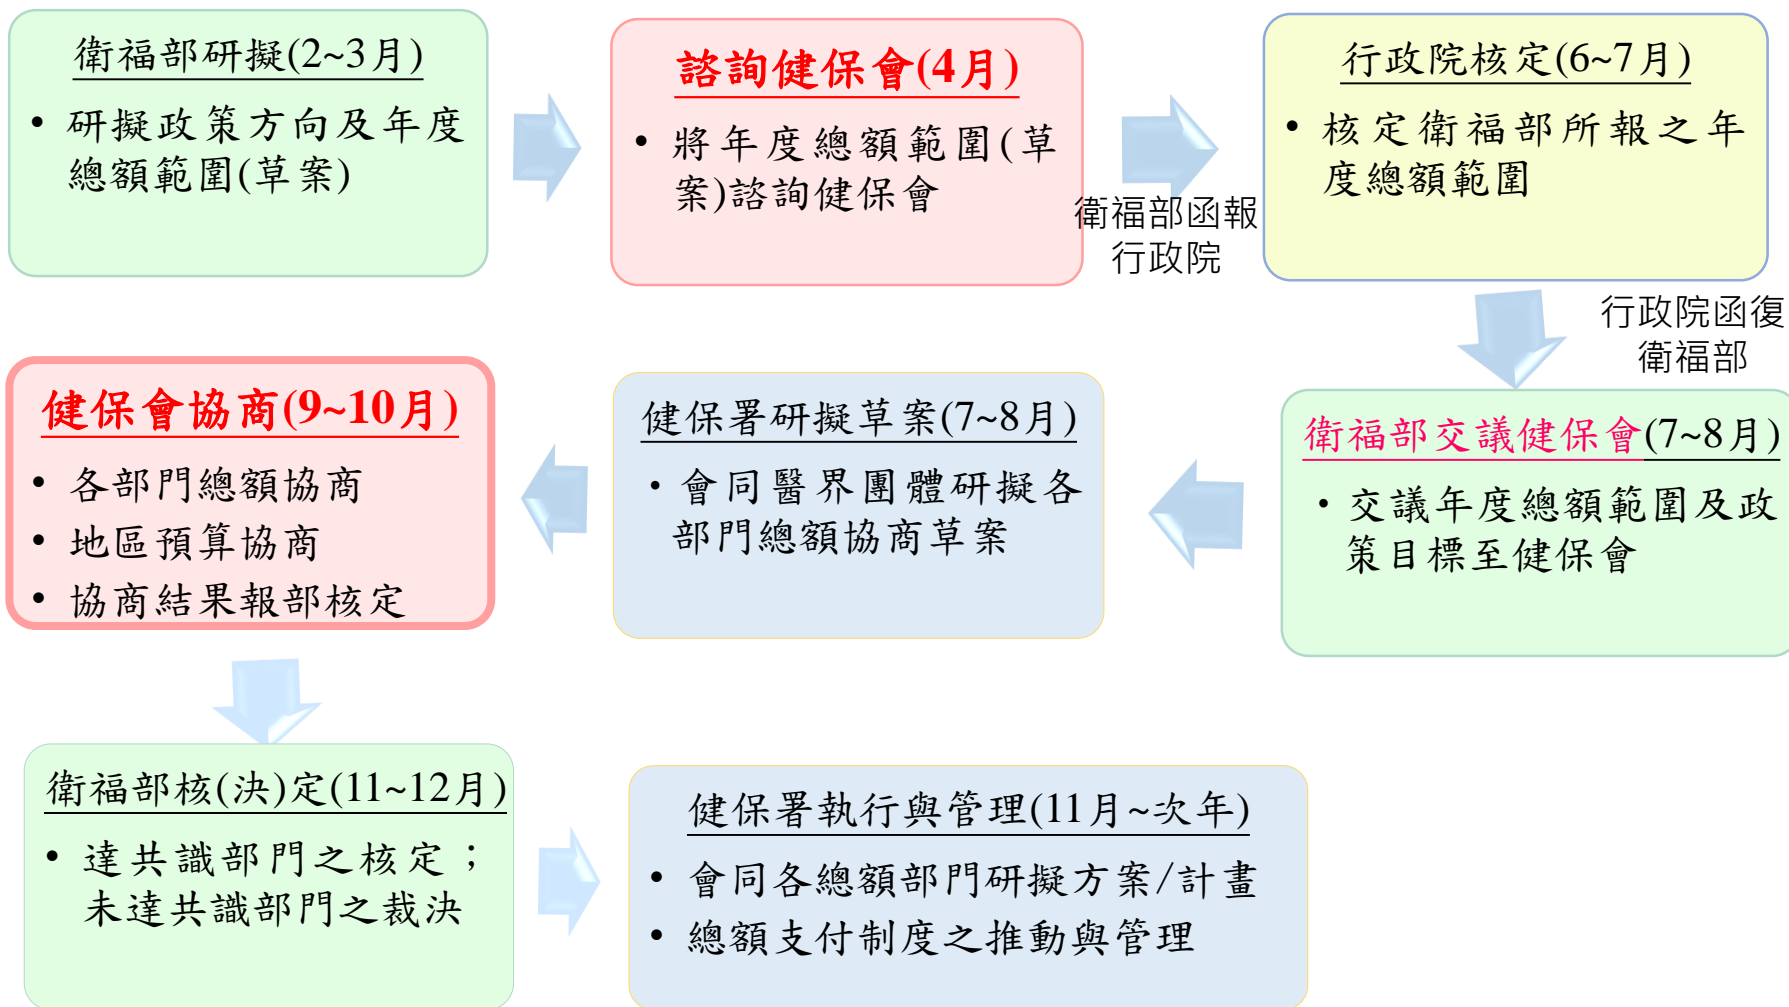 衛福部研擬(2~3月)
• 研擬政策方向及年度
總額範圍(草案)
諮詢健保會(4月)
• 將年度總額範圍(草
案)諮詢健保會
衛福部函報
行政院
行政院核定(6~7月)
• 核定衛福部所報之年
度總額範圍
行政院函復
衛福部
衛福部交議健保會(7~8月)
• 交議年度總額範圍及政
策目標至健保會
健保署研擬草案(7~8月)
• 會同醫界團體研擬各
部門總額協商草案
健保會協商(9~10月)
• 各部門總額協商
• 地區預算協商
• 協商結果報部核定
衛福部核(決)定(11~12月)
• 達共識部門之核定；
未達共識部門之裁決
健保署執行與管理(11月~次年)
• 會同各總額部門研擬方案/計畫
• 總額支付制度之推動與管理